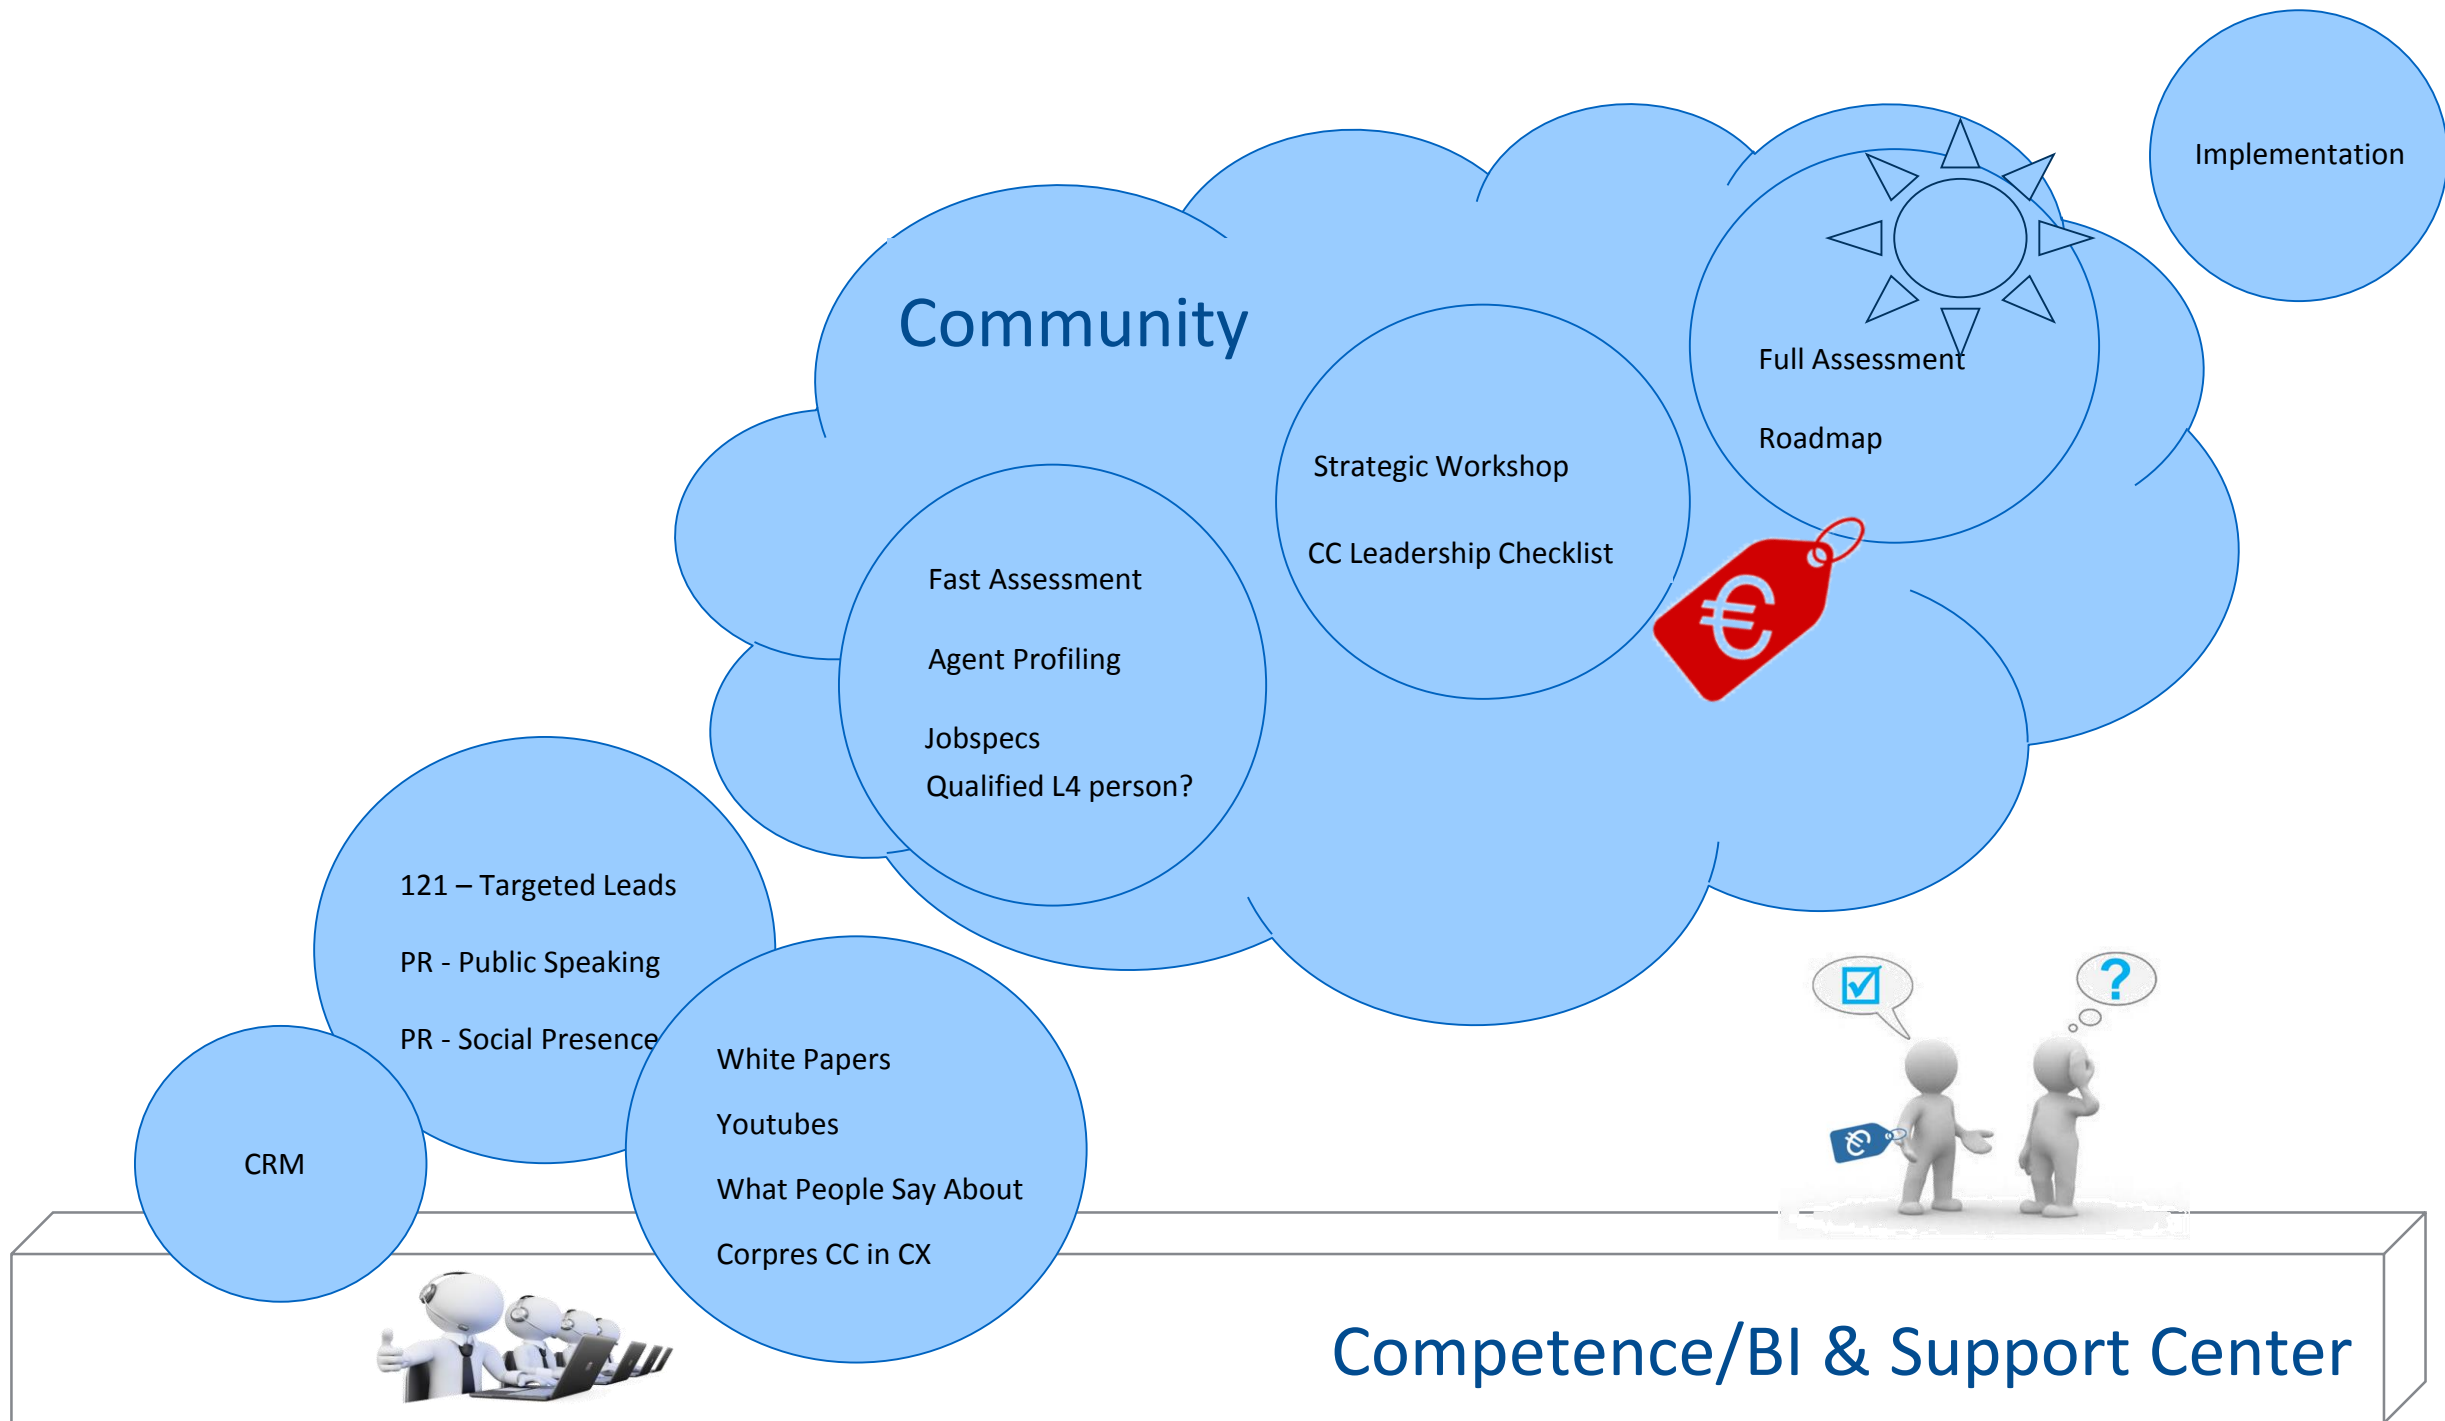 Implementation
Community
Full Assessment
Roadmap
Strategic Workshop
CC Leadership Checklist
€
Fast Assessment
Agent Profiling
Jobspecs
Qualified L4 person?
121 – Targeted Leads
PR - Public Speaking
PR - Social Presence
White Papers
Youtubes
What People Say About
Corpres CC in CX
CRM
?
€
Competence/BI & Support Center